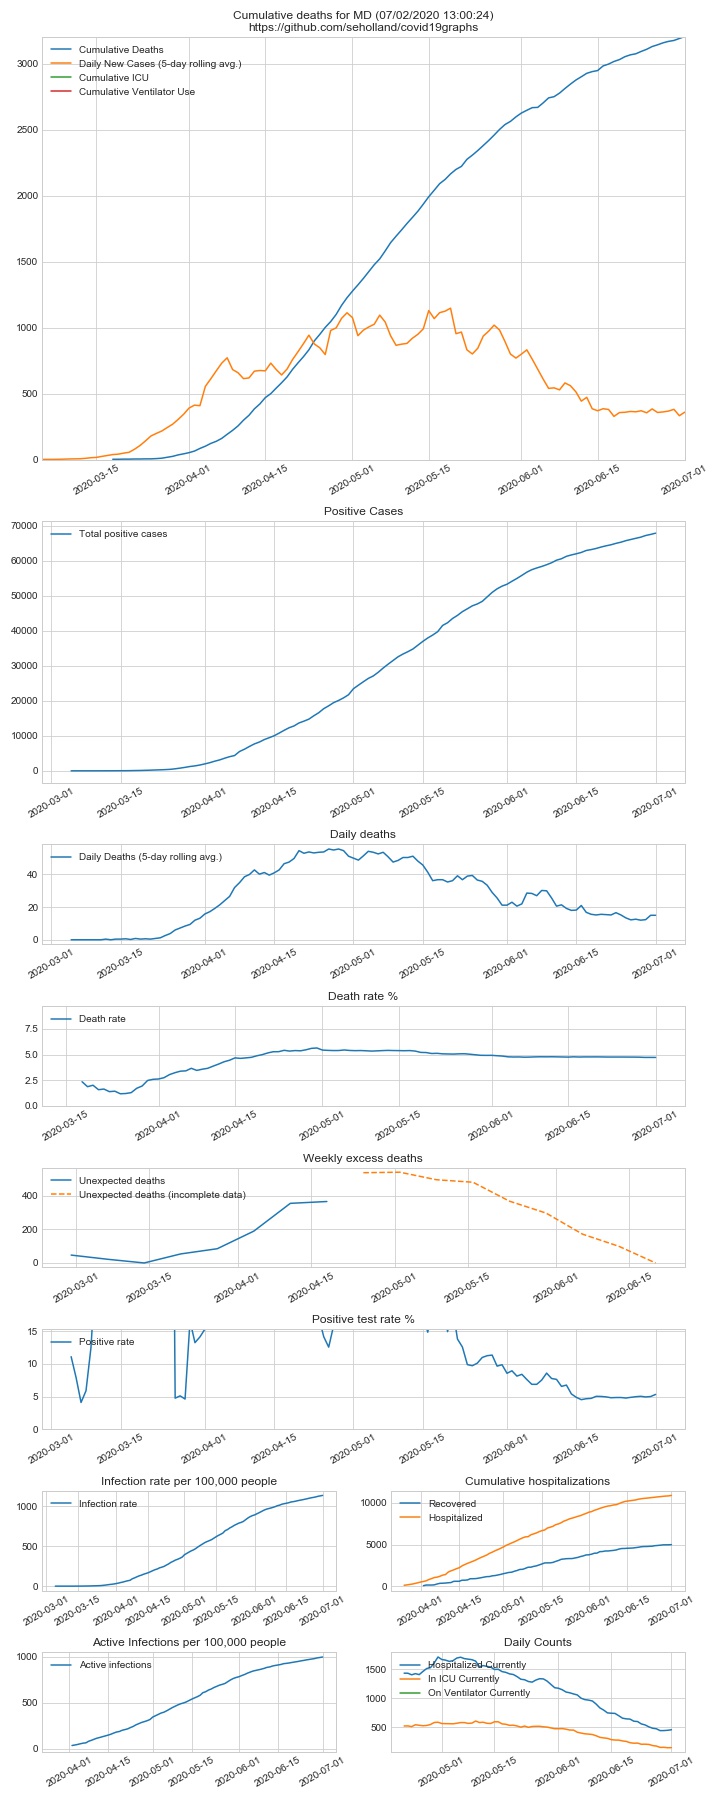 Cumulative deaths for MD (07/02/2020 13:00:24)
https://github.com/seholland/covid19graphs
Cumulative Deaths
Daily New Cases (5-day rolling avg.)
Cumulative ICU
Cumulative Ventilator Use
3000
2500
2000
1500
1000
500
0
2020-03-15 2020-04-01 2020-04-15 2020-05-01 2020-05-15 2020-06-01 2020-06-15 2020-07-01
Positive Cases
Total positive cases
70000
60000
50000
40000
30000
20000
10000
0
2020-03-01 2020-03-15 2020-04-01 2020-04-15 2020-05-01 2020-05-15 2020-06-01 2020-06-15 2020-07-01
Daily deaths
Daily Deaths (5-day rolling avg.)
40
20
0
2020-03-01 2020-03-15 2020-04-01 2020-04-15 2020-05-01 2020-05-15 2020-06-01 2020-06-15 2020-07-01
Death rate %
Death rate
7.5
5.0
2.5
0.0
2020-03-15 2020-04-01 2020-04-15 2020-05-01 2020-05-15 2020-06-01 2020-06-15 2020-07-01
Weekly excess deaths
Unexpected deaths
Unexpected deaths (incomplete data)
400
200
0
2020-03-01 2020-03-15 2020-04-01 2020-04-15 2020-05-01 2020-05-15 2020-06-01 2020-06-15
Positive test rate %
Positive rate
15
10
5
0
2020-03-01 2020-03-15 2020-04-01 2020-04-15 2020-05-01 2020-05-15 2020-06-01 2020-06-15 2020-07-01
Infection rate per 100,000 people
Infection rate
1000
500
0
2020-03-01 2020-03-15 2020-04-01 2020-04-15 2020-05-01 2020-05-15 2020-06-01 2020-06-15 2020-07-01
Cumulative hospitalizations
Recovered
Hospitalized
10000
5000
0
2020-04-01 2020-04-15 2020-05-01 2020-05-15 2020-06-01 2020-06-15 2020-07-01
Active Infections per 100,000 people
Active infections
1000
500
0
2020-04-01 2020-04-15 2020-05-01 2020-05-15 2020-06-01 2020-06-15 2020-07-01
Daily Counts
Hospitalized Currently
In ICU Currently
On Ventilator Currently
1500
1000
500
2020-05-01 2020-05-15 2020-06-01 2020-06-15 2020-07-01